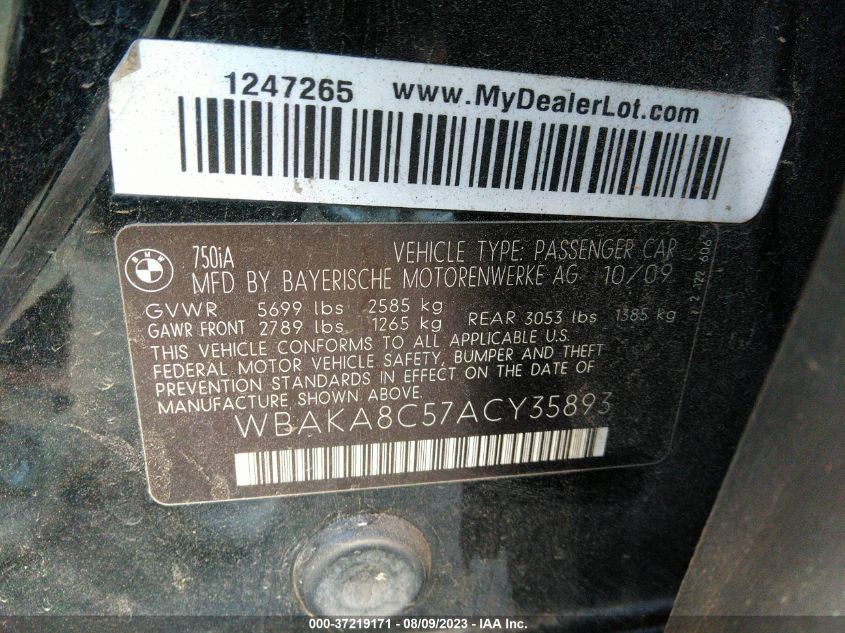 1247265 www.MyDealerLot.com
BMW
750iA VEHICLE TYPE: PASSENGER CAR
MFD BY BAYERISCHE MOTORENWERKE AG 10/09
GVWR 5699 lbs 2585 kg
GAWR FRONT 2789 lbs 1265 kg REAR 3053 lbs 1385 kg
THIS VEHICLE CONFORMS TO ALL APPLICABLE U.S.
FEDERAL MOTOR VEHICLE SAFETY, BUMPER AND THEFT
PREVENTION STANDARDS IN EFFECT ON THE DATE OF
MANUFACTURE SHOWN ABOVE.
WBAKA8C57ACY35893
000-37219171 - 08/09/2023 - IAA Inc.